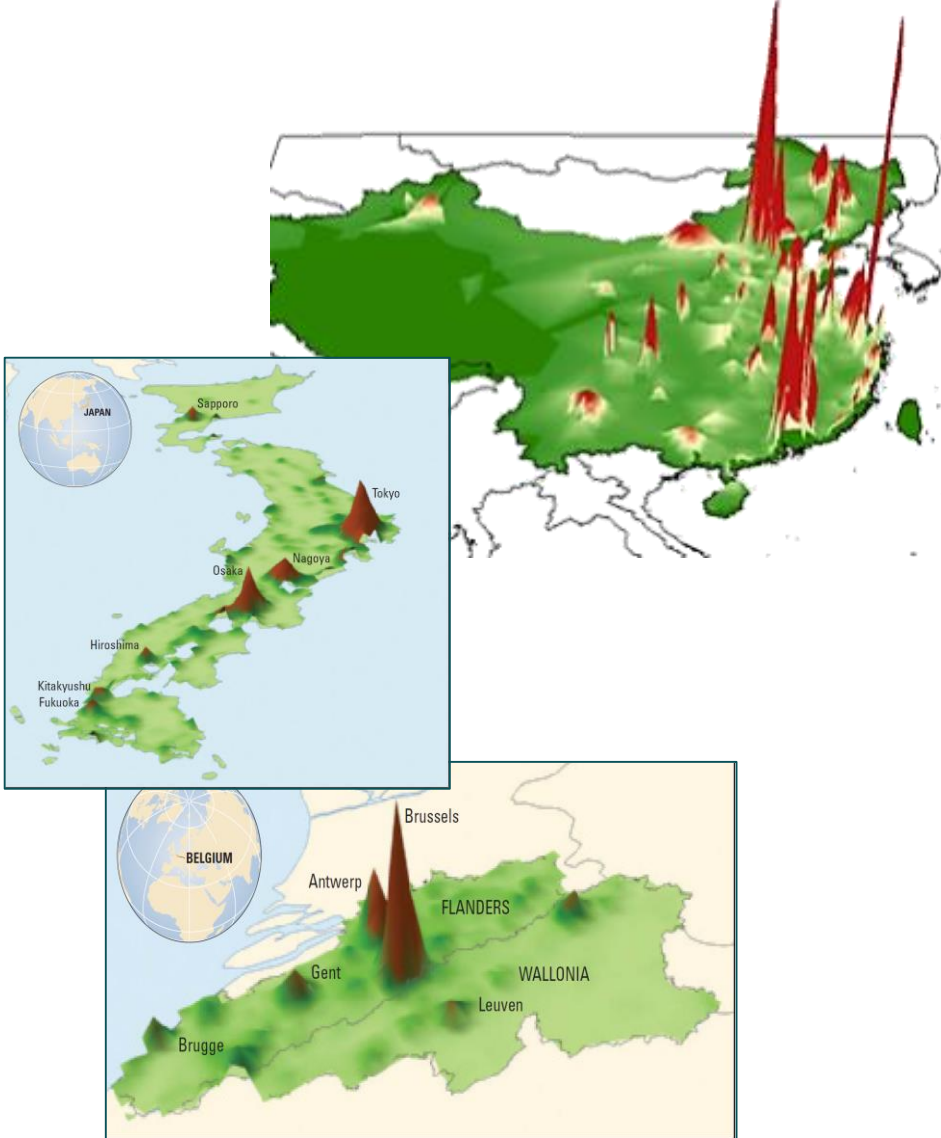 JAPAN
Sapporo
Tokyo
Nagoya
Osaka
Hiroshima
Kitakyushu
Fukuoka
Brussels
BELGIUM
Antwerp
FLANDERS
Gent
WALLONIA
Leuven
Brugge